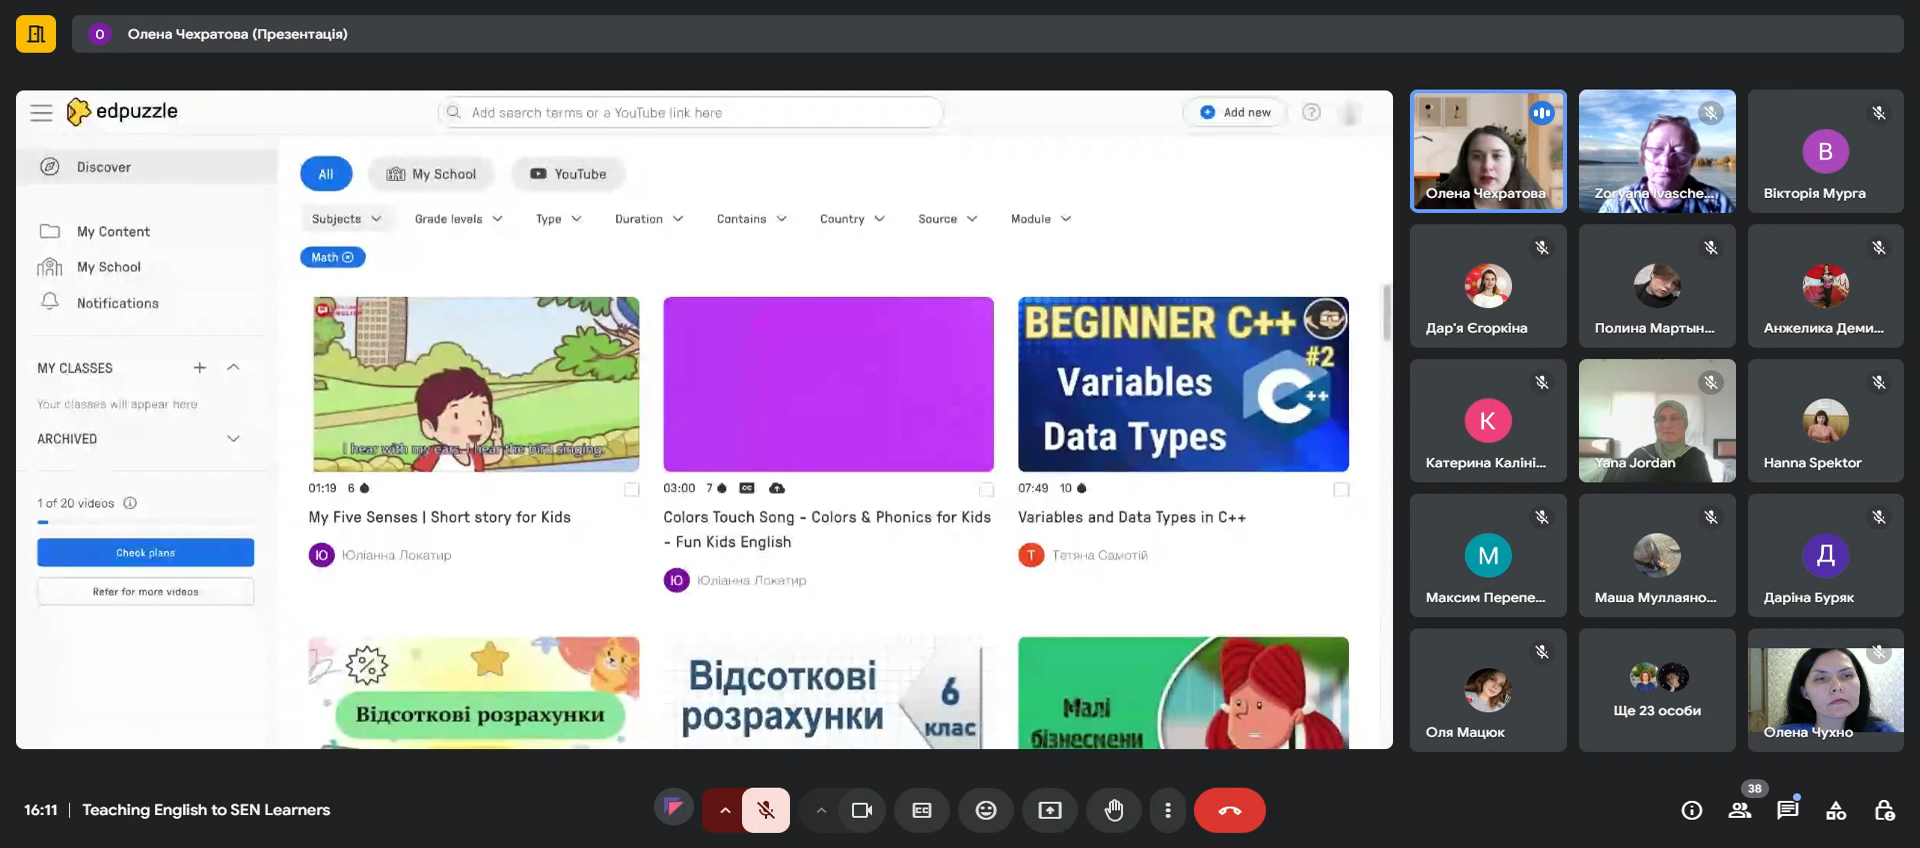 О
Олена Чехратова (Презентація)
edpuzzle
Add search terms or a YouTube link here
Add new
Discover
My Content
My School
Notifications
MY CLASSES
Your classes will appear here
ARCHIVED
1 of 20 videos
Check plans
Refer for more videos
All
My School
YouTube
Subjects
Grade levels
Type
Duration
Contains
Country
Source
Module
Math
I hear with my ears. I hear the bird singing.
01:19 6
My Five Senses | Short story for Kids
Ю
Юліанна Локатир
03:00 7
CC
Colors Touch Song - Colors & Phonics for Kids
- Fun Kids English
Ю
Юліанна Локатир
BEGINNER C++
#2
Variables
Data Types
C++
07:49 10
Variables and Data Types in C++
Т
Тетяна Самотій
%
Відсоткові розрахунки
Відсоткові
розрахунки
6
клас
Малі
бізнесмени
Олена Чехратова
Zoryana Ivasche...
В
Вікторія Мурга
Дар'я Єгоркіна
Полина Мартын...
Анжелика Деми...
К
Катерина Каліні...
Yana Jordan
Hanna Spektor
М
Максим Перепе...
Маша Муллаяно...
Д
Даріна Буряк
Оля Мацюк
Ще 23 особи
Олена Чухно
16:11 | Teaching English to SEN Learners
CC
38